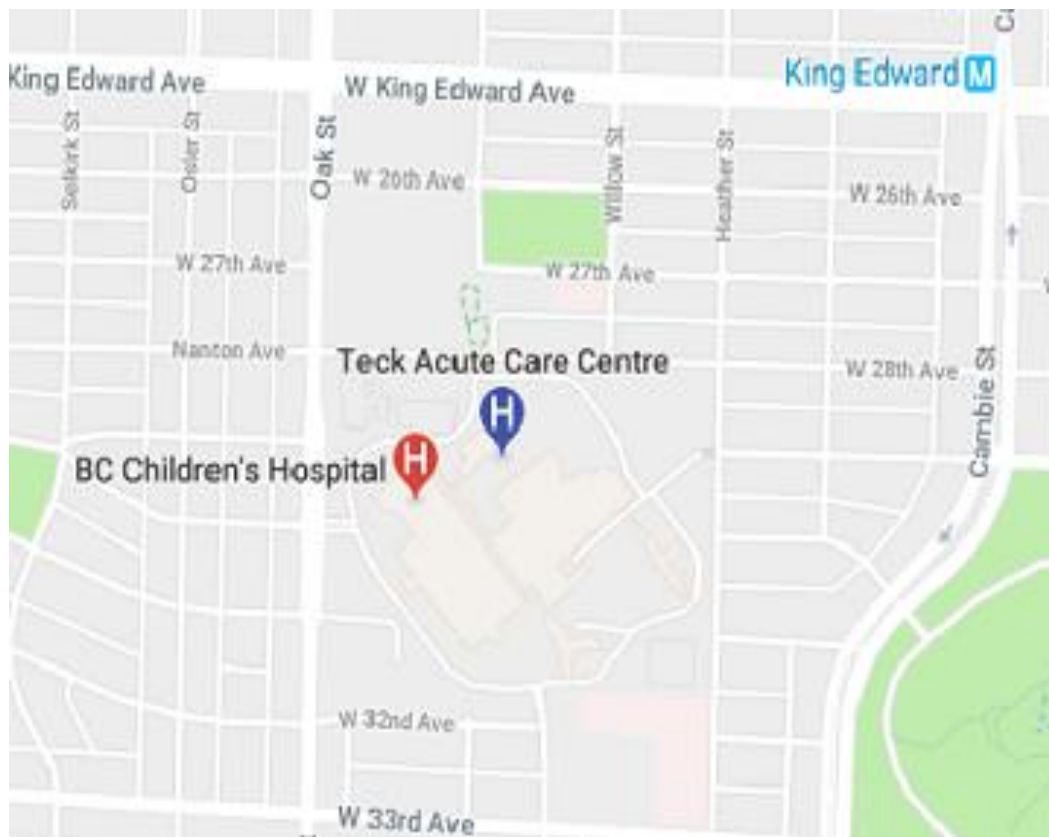 King Edward Ave
W King Edward Ave
King Edward M
Selkirk St
Osler St
Oak St
W 26th Ave
Willow St
Heather St
W 26th Ave
W 27th Ave
W 27th Ave
Nanton Ave
Teck Acute Care Centre
W 28th Ave
Cambie St
H
BC Children's Hospital H
W 32nd Ave
W 33rd Ave